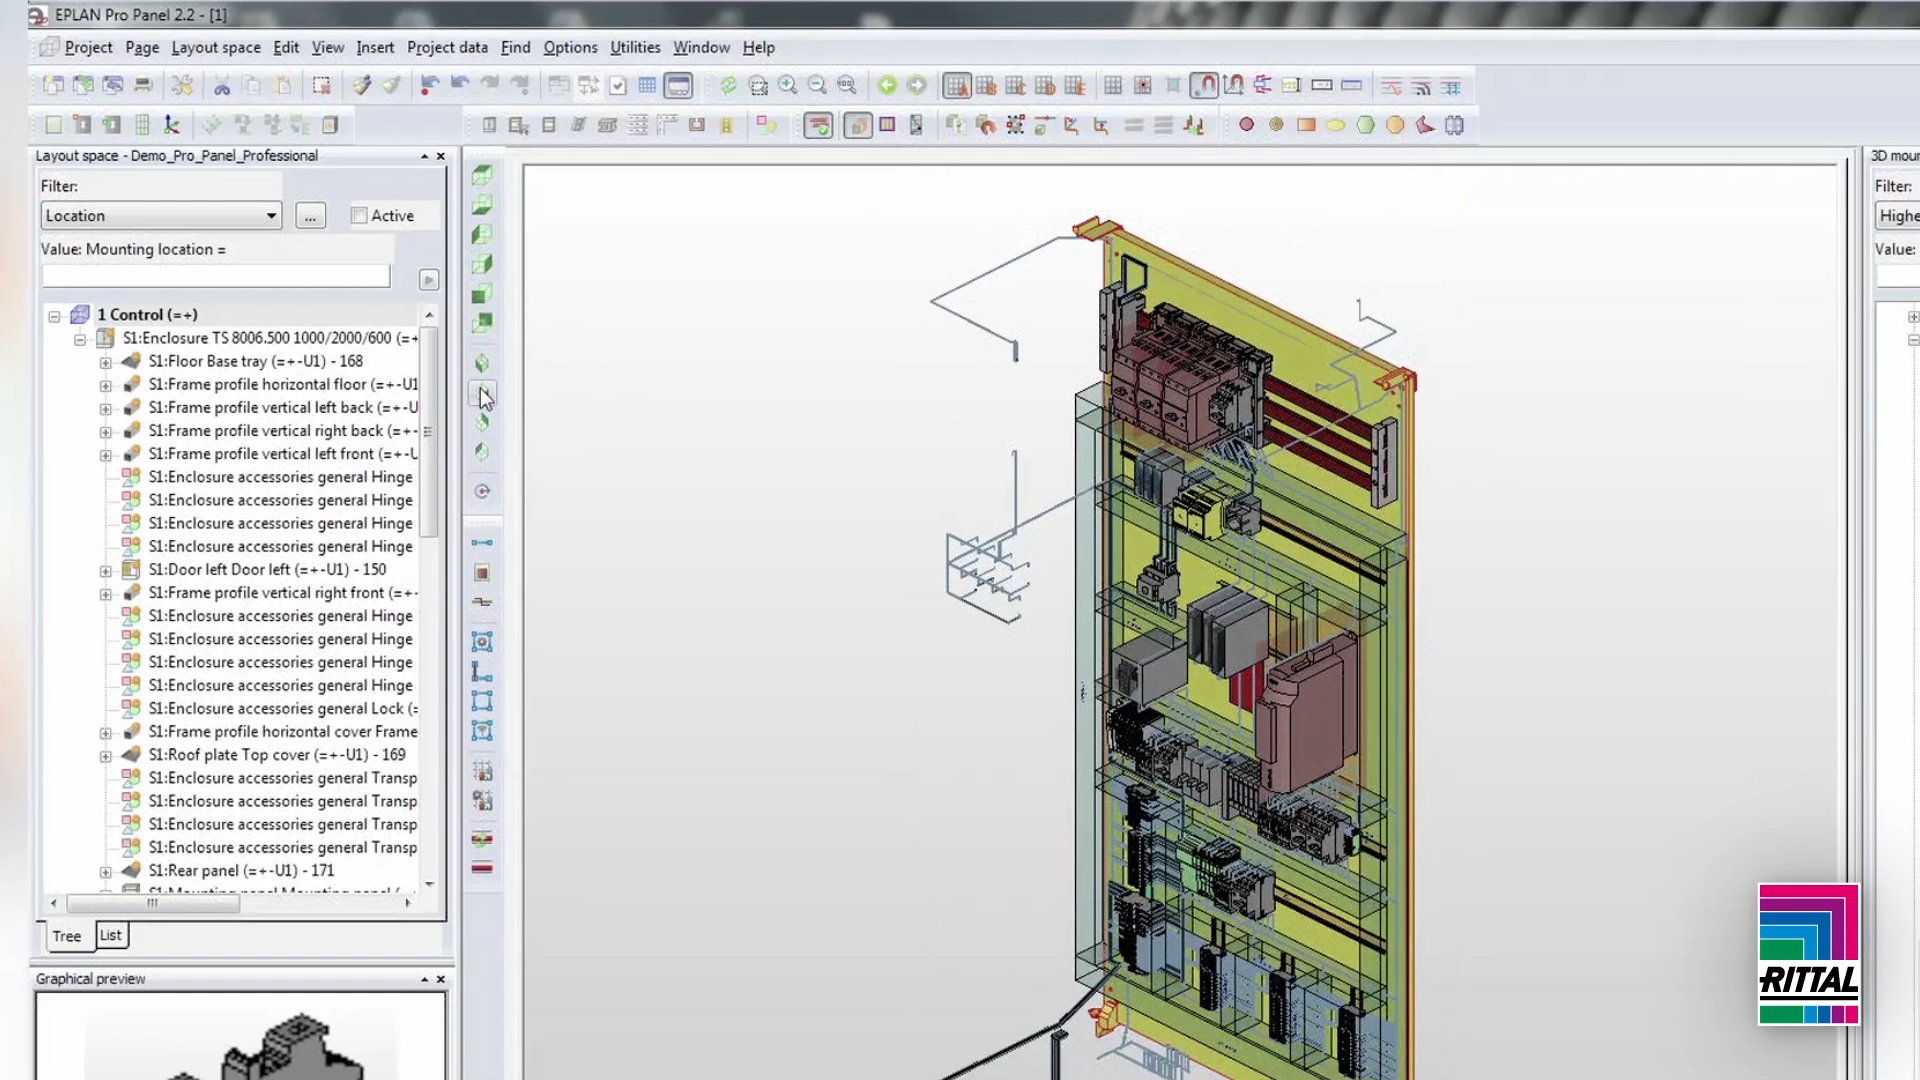 EPLAN Pro Panel 2.2 - [1]
Project Page Layout space Edit View Insert Project data Find Options Utilities Window Help
Layout space - Demo_Pro_Panel_Professional
3D mour
Filter:
Filter:
Location
...
Active
Highe
Value: Mounting location =
Value:
1 Control (=+)
S1:Enclosure TS 8006.500 1000/2000/600 (=+
S1:Floor Base tray (=+-U1) - 168
S1:Frame profile horizontal floor (=+-U1
S1:Frame profile vertical left back (=+-U
S1:Frame profile vertical right back (=+-
S1:Frame profile vertical left front (=+-U
S1:Enclosure accessories general Hinge
S1:Enclosure accessories general Hinge
S1:Enclosure accessories general Hinge
S1:Enclosure accessories general Hinge
S1:Door left Door left (=+-U1) - 150
S1:Frame profile vertical right front (=+-
S1:Enclosure accessories general Hinge
S1:Enclosure accessories general Hinge
S1:Enclosure accessories general Hinge
S1:Enclosure accessories general Hinge
S1:Enclosure accessories general Lock (=
S1:Frame profile horizontal cover Frame
S1:Roof plate Top cover (=+-U1) - 169
S1:Enclosure accessories general Transp
S1:Enclosure accessories general Transp
S1:Enclosure accessories general Transp
S1:Enclosure accessories general Transp
S1:Rear panel (=+-U1) - 171
S1:Mounting panel Mounting panel (=
Tree List
Graphical preview
RITTAL